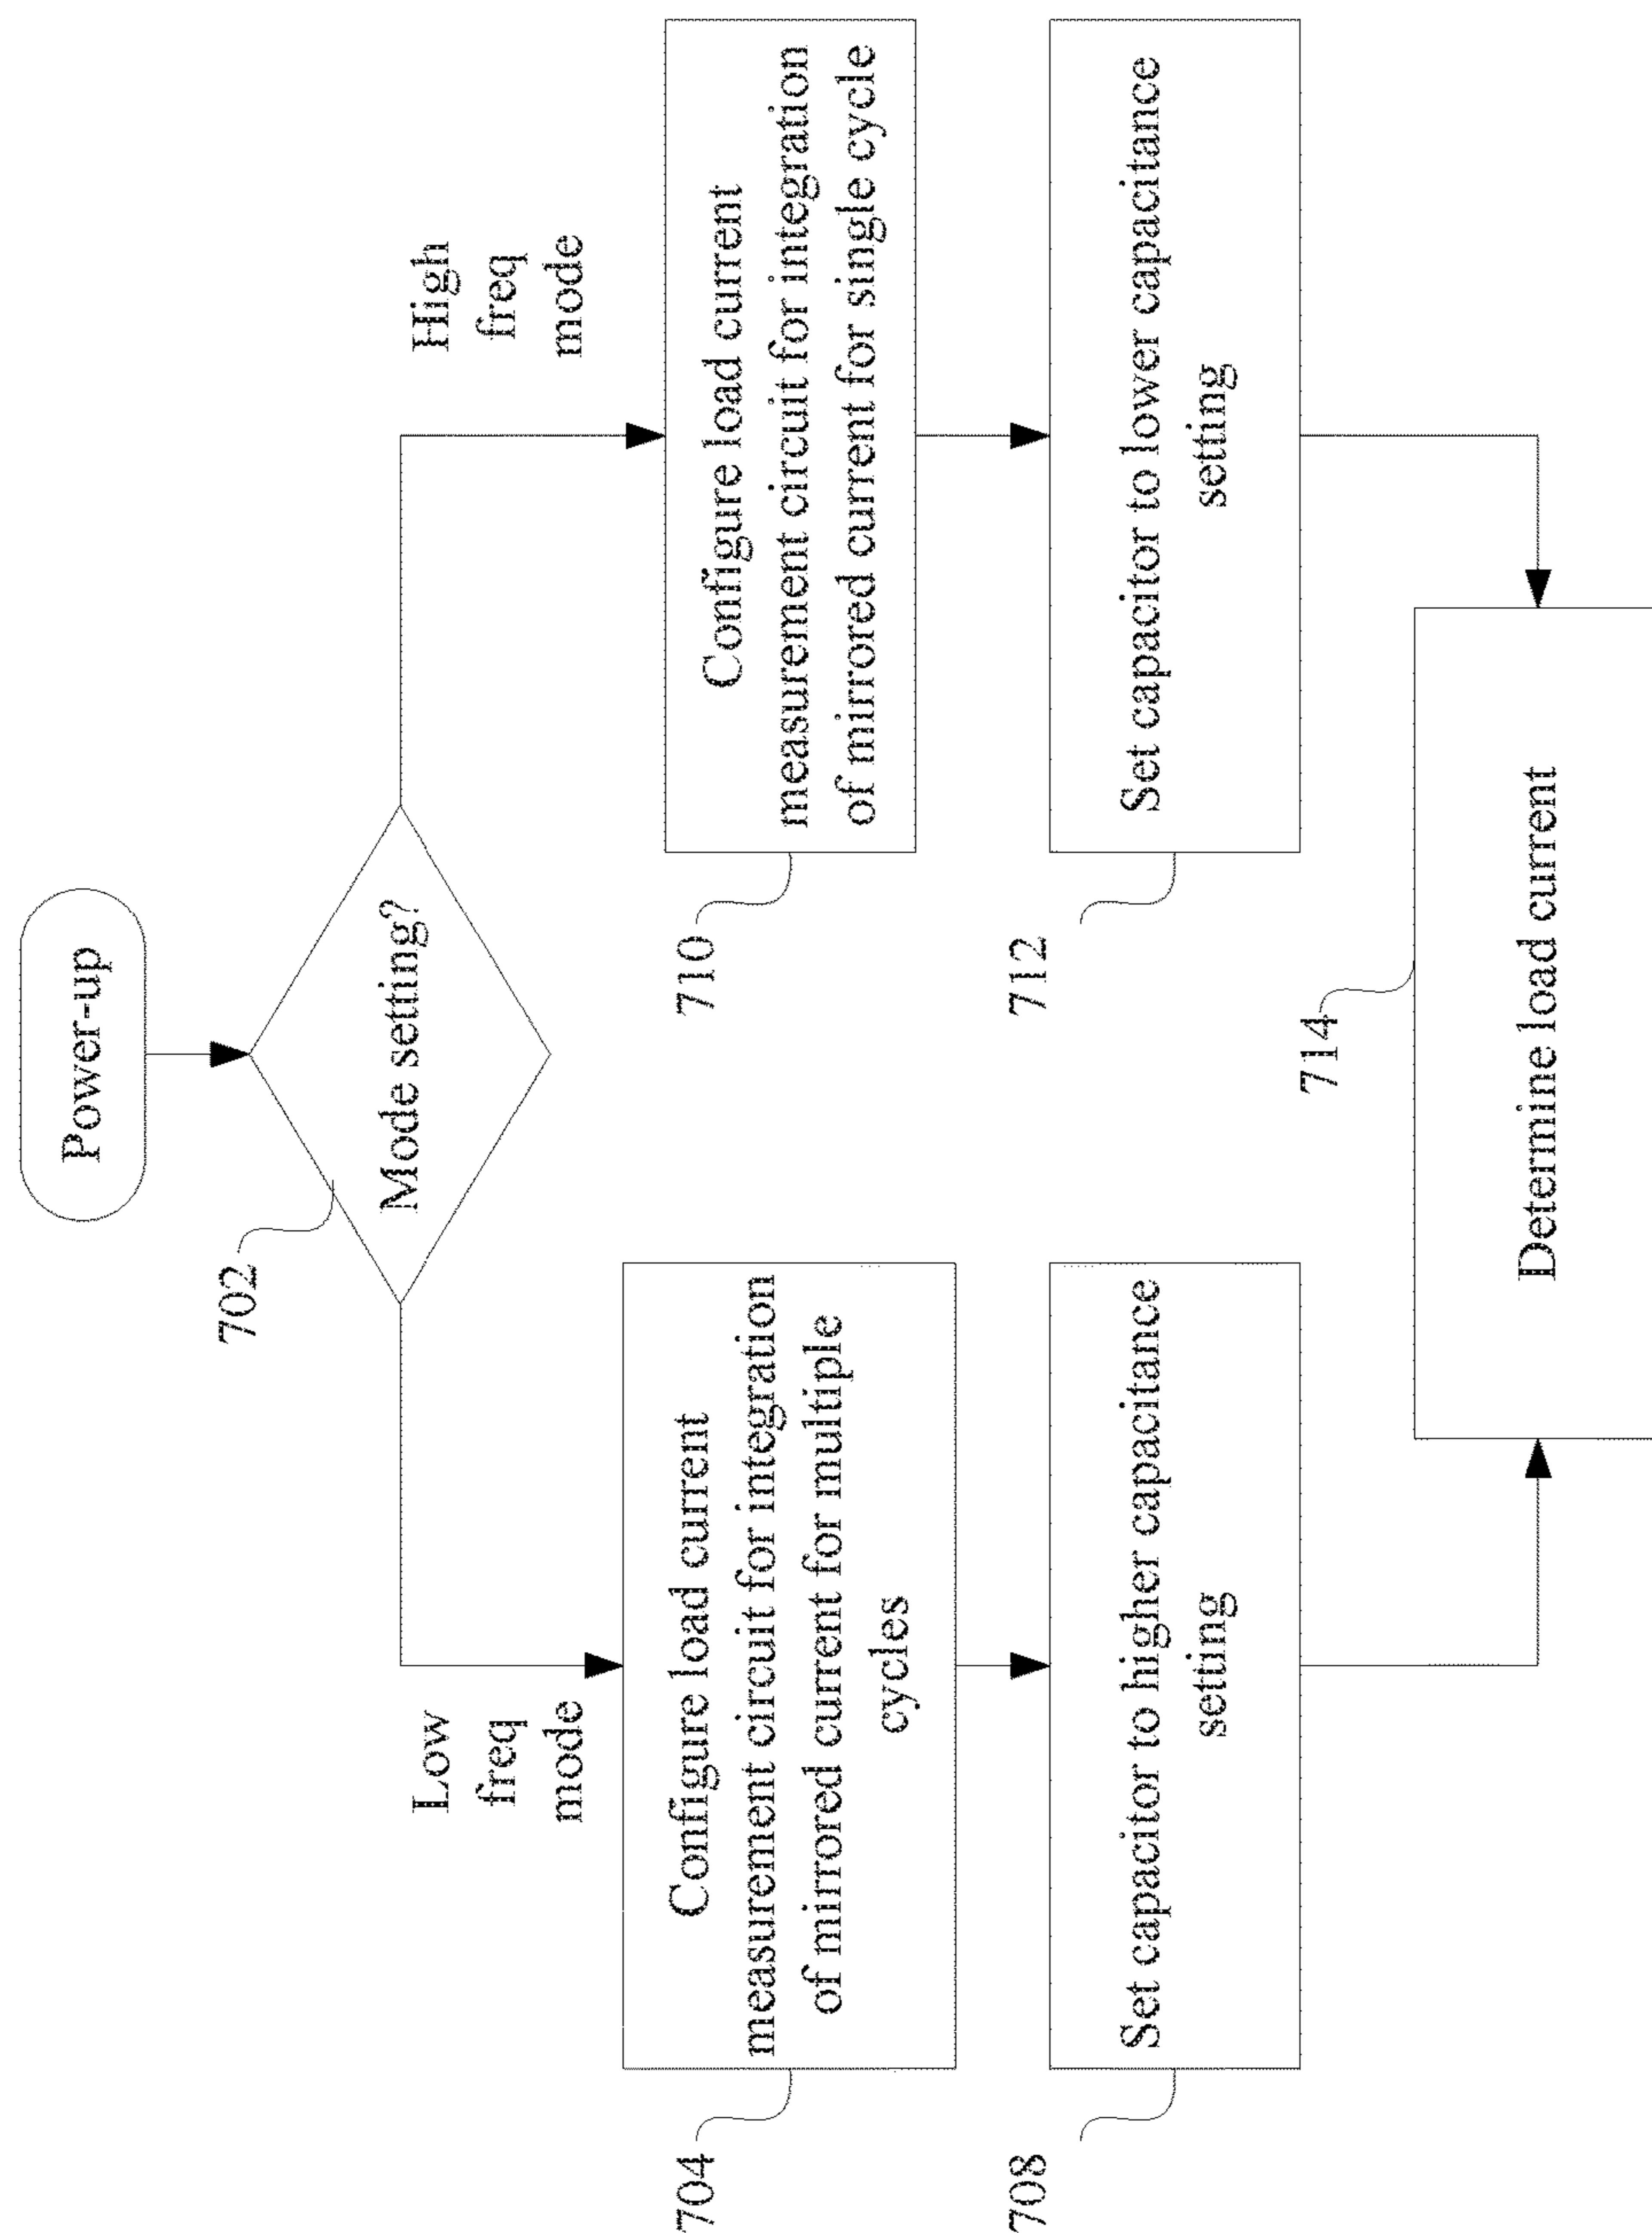 Power-up
702
Mode setting?
Low
freq
mode
High
freq
mode
704
Configure load current
measurement circuit for integration
of mirrored current for multiple
cycles
710
Configure load current
measurement circuit for integration
of mirrored current for single cycle
708
Set capacitor to higher capacitance
setting
712
Set capacitor to lower capacitance
setting
714
Determine load current